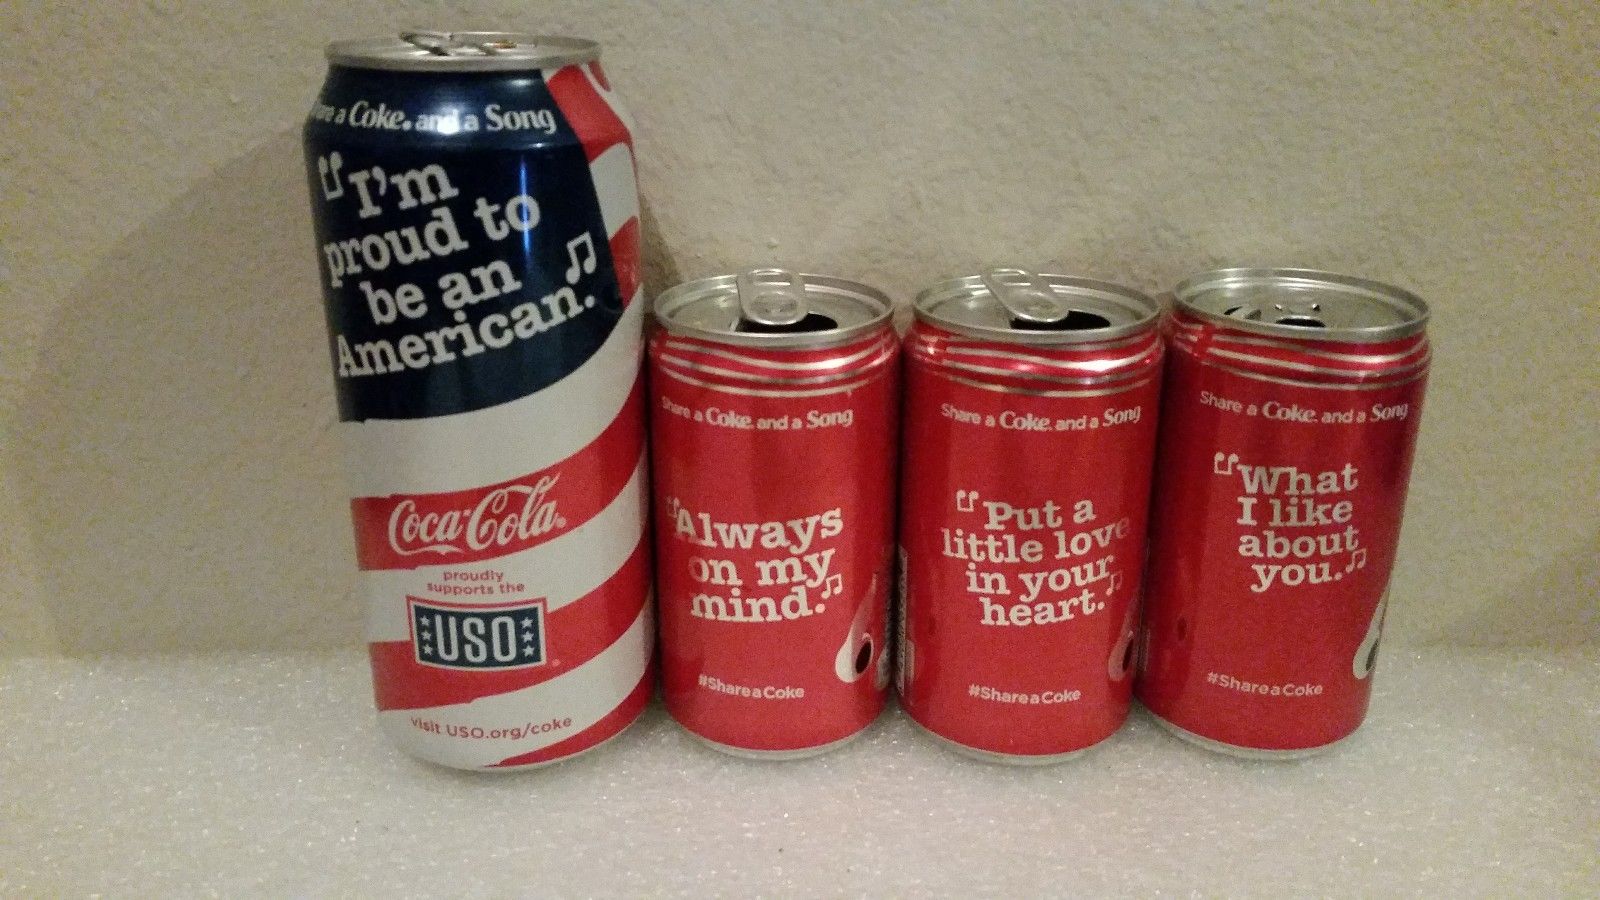 Share a Coke. and a Song
I'm
proud to
be an
American.
Coca-Cola
proudly
supports the
USO
visit USO.org/coke
Share a Coke. and a Song
Always
on my
mind.
#ShareaCoke
Share a Coke. and a Song
Put a
little love
in your
heart.
#ShareaCoke
Share a Coke. and a Song
What
I like
about
you.
#ShareaCoke